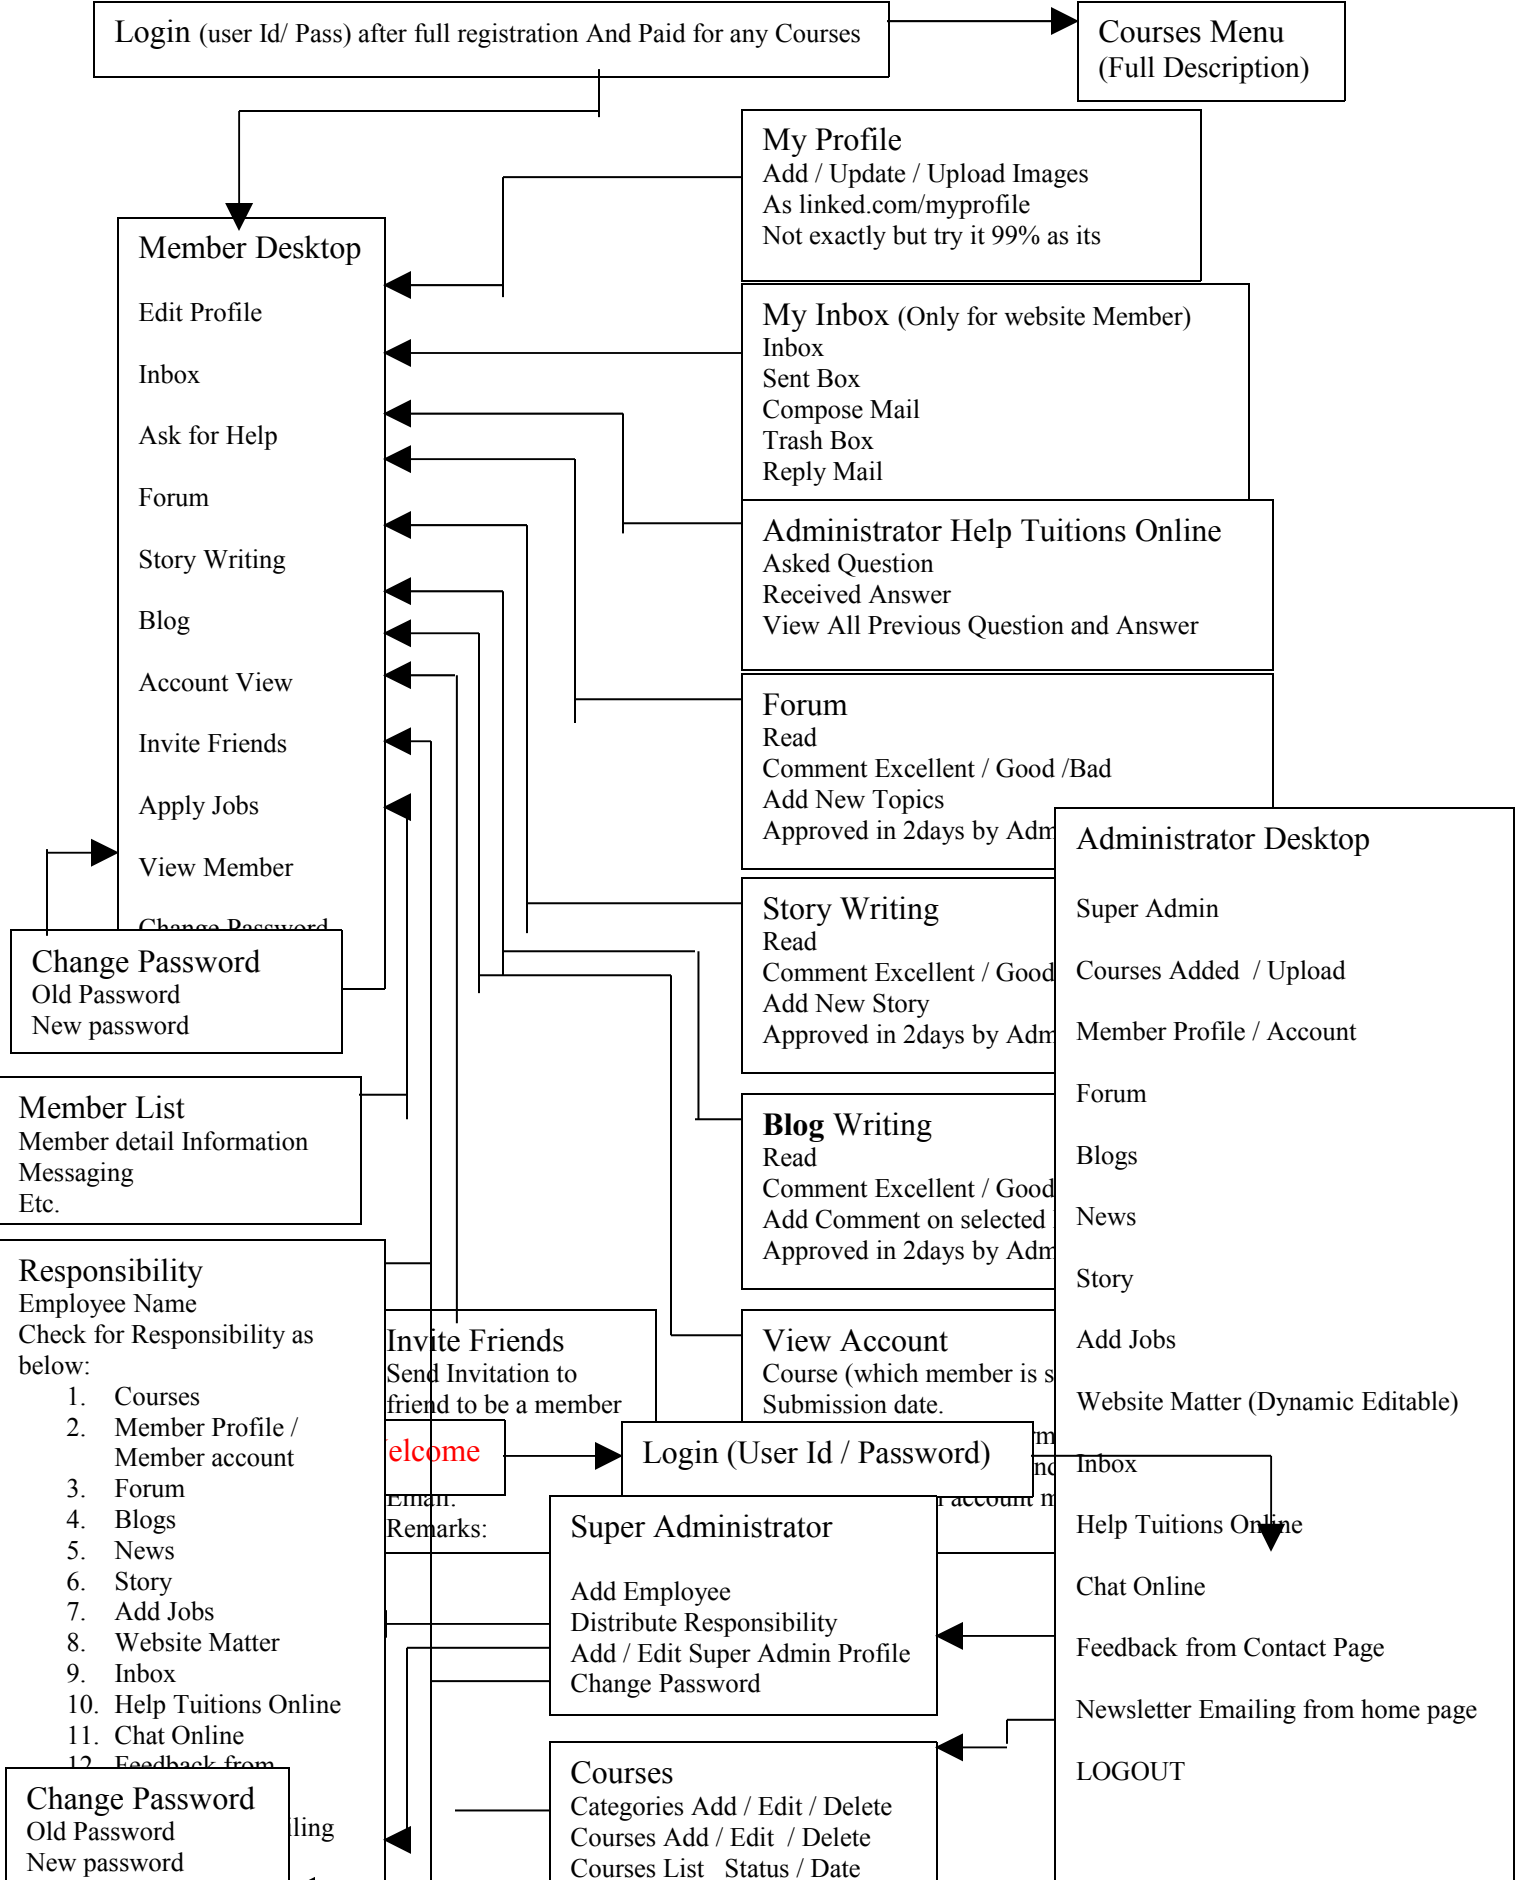 Login (user Id/ Pass) after full registration And Paid for any Courses
Courses Menu
(Full Description)
My Profile
Add / Update / Upload Images
As linked.com/myprofile
Not exactly but try it 99% as its
Member Desktop
Edit Profile
Inbox
Ask for Help
Forum
Story Writing
Blog
Account View
Invite Friends
Apply Jobs
View Member
Change Password
My Inbox (Only for website Member)
Inbox
Sent Box
Compose Mail
Trash Box
Reply Mail
Administrator Help Tuitions Online
Asked Question
Received Answer
View All Previous Question and Answer
Forum
Read
Comment Excellent / Good /Bad
Add New Topics
Approved in 2days by Adm
Story Writing
Read
Comment Excellent / Good
Add New Story
Approved in 2days by Adm
Blog Writing
Read
Comment Excellent / Good
Add Comment on selected
Approved in 2days by Adm
View Account
Course (which member is s
Submission date.
Administrator Desktop
Super Admin
Courses Added / Upload
Member Profile / Account
Forum
Blogs
News
Story
Add Jobs
Website Matter (Dynamic Editable)
Inbox
Help Tuitions Online
Chat Online
Feedback from Contact Page
Newsletter Emailing from home page
LOGOUT
Change Password
Old Password
New password
Member List
Member detail Information
Messaging
Etc.
Responsibility
Employee Name
Check for Responsibility as
below:
1. Courses
2. Member Profile /
Member account
3. Forum
4. Blogs
5. News
6. Story
7. Add Jobs
8. Website Matter
9. Inbox
10. Help Tuitions Online
11. Chat Online
12. Feedback from
iling
Invite Friends
Send Invitation to
friend to be a member
elcome
Email:
Remarks:
Login (User Id / Password)
account m
Super Administrator
Add Employee
Distribute Responsibility
Add / Edit Super Admin Profile
Change Password
Courses
Categories Add / Edit / Delete
Courses Add / Edit / Delete
Courses List Status / Date
Change Password
Old Password
New password